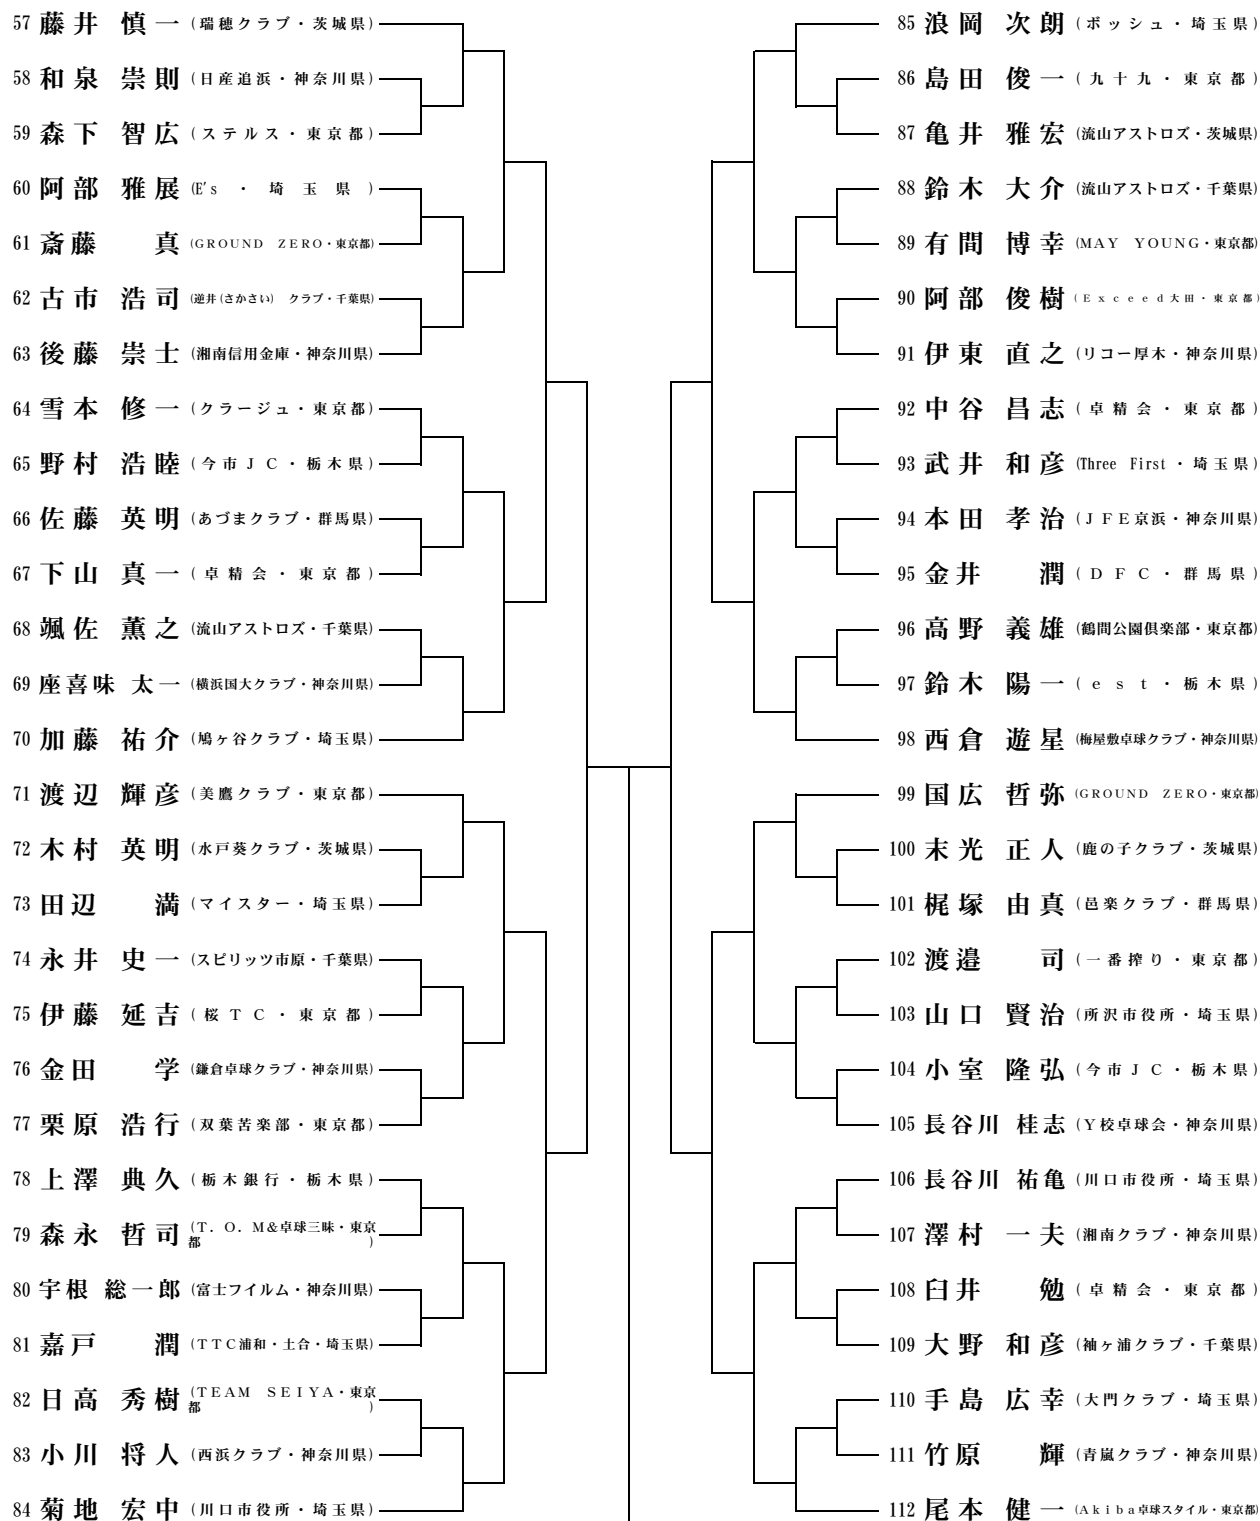 57 藤井 慎一 (瑞穂クラブ・茨城県)
58 和泉 崇則 (日産追浜・神奈川県)
59 森下 智広 (ステルス・東京都)
60 阿部 雅展 (E's・埼玉県)
61 斎藤 真 (GROUND ZERO・東京都)
62 古市 浩司 (逆井(さかさい) クラブ・千葉県)
63 後藤 崇士 (湘南信用金庫・神奈川県)
64 雪本 修一 (クラージュ・東京都)
65 野村 浩睦 (今市JC・栃木県)
66 佐藤 英明 (あづまクラブ・群馬県)
67 下山 真一 (卓精会・東京都)
68 颯佐 薫之 (流山アストロズ・千葉県)
69 座喜味 太一 (横浜国大クラブ・神奈川県)
70 加藤 祐介 (鳩ヶ谷クラブ・埼玉県)
71 渡辺 輝彦 (美鷹クラブ・東京都)
72 木村 英明 (水戸葵クラブ・茨城県)
73 田辺 満 (マイスター・埼玉県)
74 永井 史一 (スピリッツ市原・千葉県)
75 伊藤 延吉 (桜TC・東京都)
76 金田 学 (鎌倉卓球クラブ・神奈川県)
77 栗原 浩行 (双葉苦楽部・東京都)
78 上澤 典久 (栃木銀行・栃木県)
79 森永 哲司 (T．O．M&卓球三昧・東京
都)
80 宇根 総一郎 (富士フイルム・神奈川県)
81 嘉戸 潤 (TTC浦和・土合・埼玉県)
82 日高 秀樹 (TEAM SEIYA・東京
都)
83 小川 将人 (西浜クラブ・神奈川県)
84 菊地 宏中 (川口市役所・埼玉県)
85 浪岡 次朗 (ボッシュ・埼玉県)
86 島田 俊一 (九十九・東京都)
87 亀井 雅宏 (流山アストロズ・茨城県)
88 鈴木 大介 (流山アストロズ・千葉県)
89 有間 博幸 (MAY YOUNG・東京都)
90 阿部 俊樹 (Exceed大田・東京都)
91 伊東 直之 (リコー厚木・神奈川県)
92 中谷 昌志 (卓精会・東京都)
93 武井 和彦 (Three First・埼玉県)
94 本田 孝治 (JFE京浜・神奈川県)
95 金井 潤 (DFC・群馬県)
96 高野 義雄 (鶴間公園倶楽部・東京都)
97 鈴木 陽一 (est・栃木県)
98 西倉 遊星 (梅屋敷卓球クラブ・神奈川県)
99 国広 哲弥 (GROUND ZERO・東京都)
100 末光 正人 (鹿の子クラブ・茨城県)
101 梶塚 由真 (邑楽クラブ・群馬県)
102 渡邉 司 (一番搾り・東京都)
103 山口 賢治 (所沢市役所・埼玉県)
104 小室 隆弘 (今市JC・栃木県)
105 長谷川 桂志 (Y校卓球会・神奈川県)
106 長谷川 祐亀 (川口市役所・埼玉県)
107 澤村 一夫 (湘南クラブ・神奈川県)
108 臼井 勉 (卓精会・東京都)
109 大野 和彦 (袖ヶ浦クラブ・千葉県)
110 手島 広幸 (大門クラブ・埼玉県)
111 竹原 輝 (青嵐クラブ・神奈川県)
112 尾本 健一 (Akiba卓球スタイル・東京都)